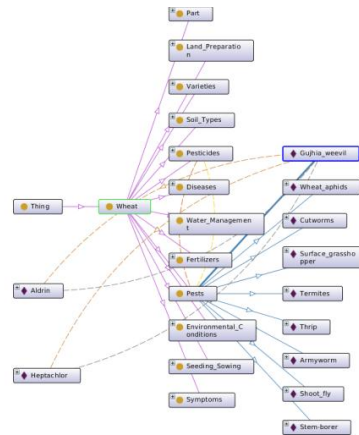 Part
Land_Preparatio
n
Varieties
Soil_Types
Pesticides
Gujhia_weevil
Diseases
Wheat_aphids
Thing
Wheat
Water_Managemen
t
Cutworms
Fertilizers
Surface_grassho
pper
Aldrin
Pests
Termites
Environmental_C
onditions
Thrip
Seeding_Sowing
Armyworm
Heptachlor
Symptoms
Shoot_fly
Stem-borer